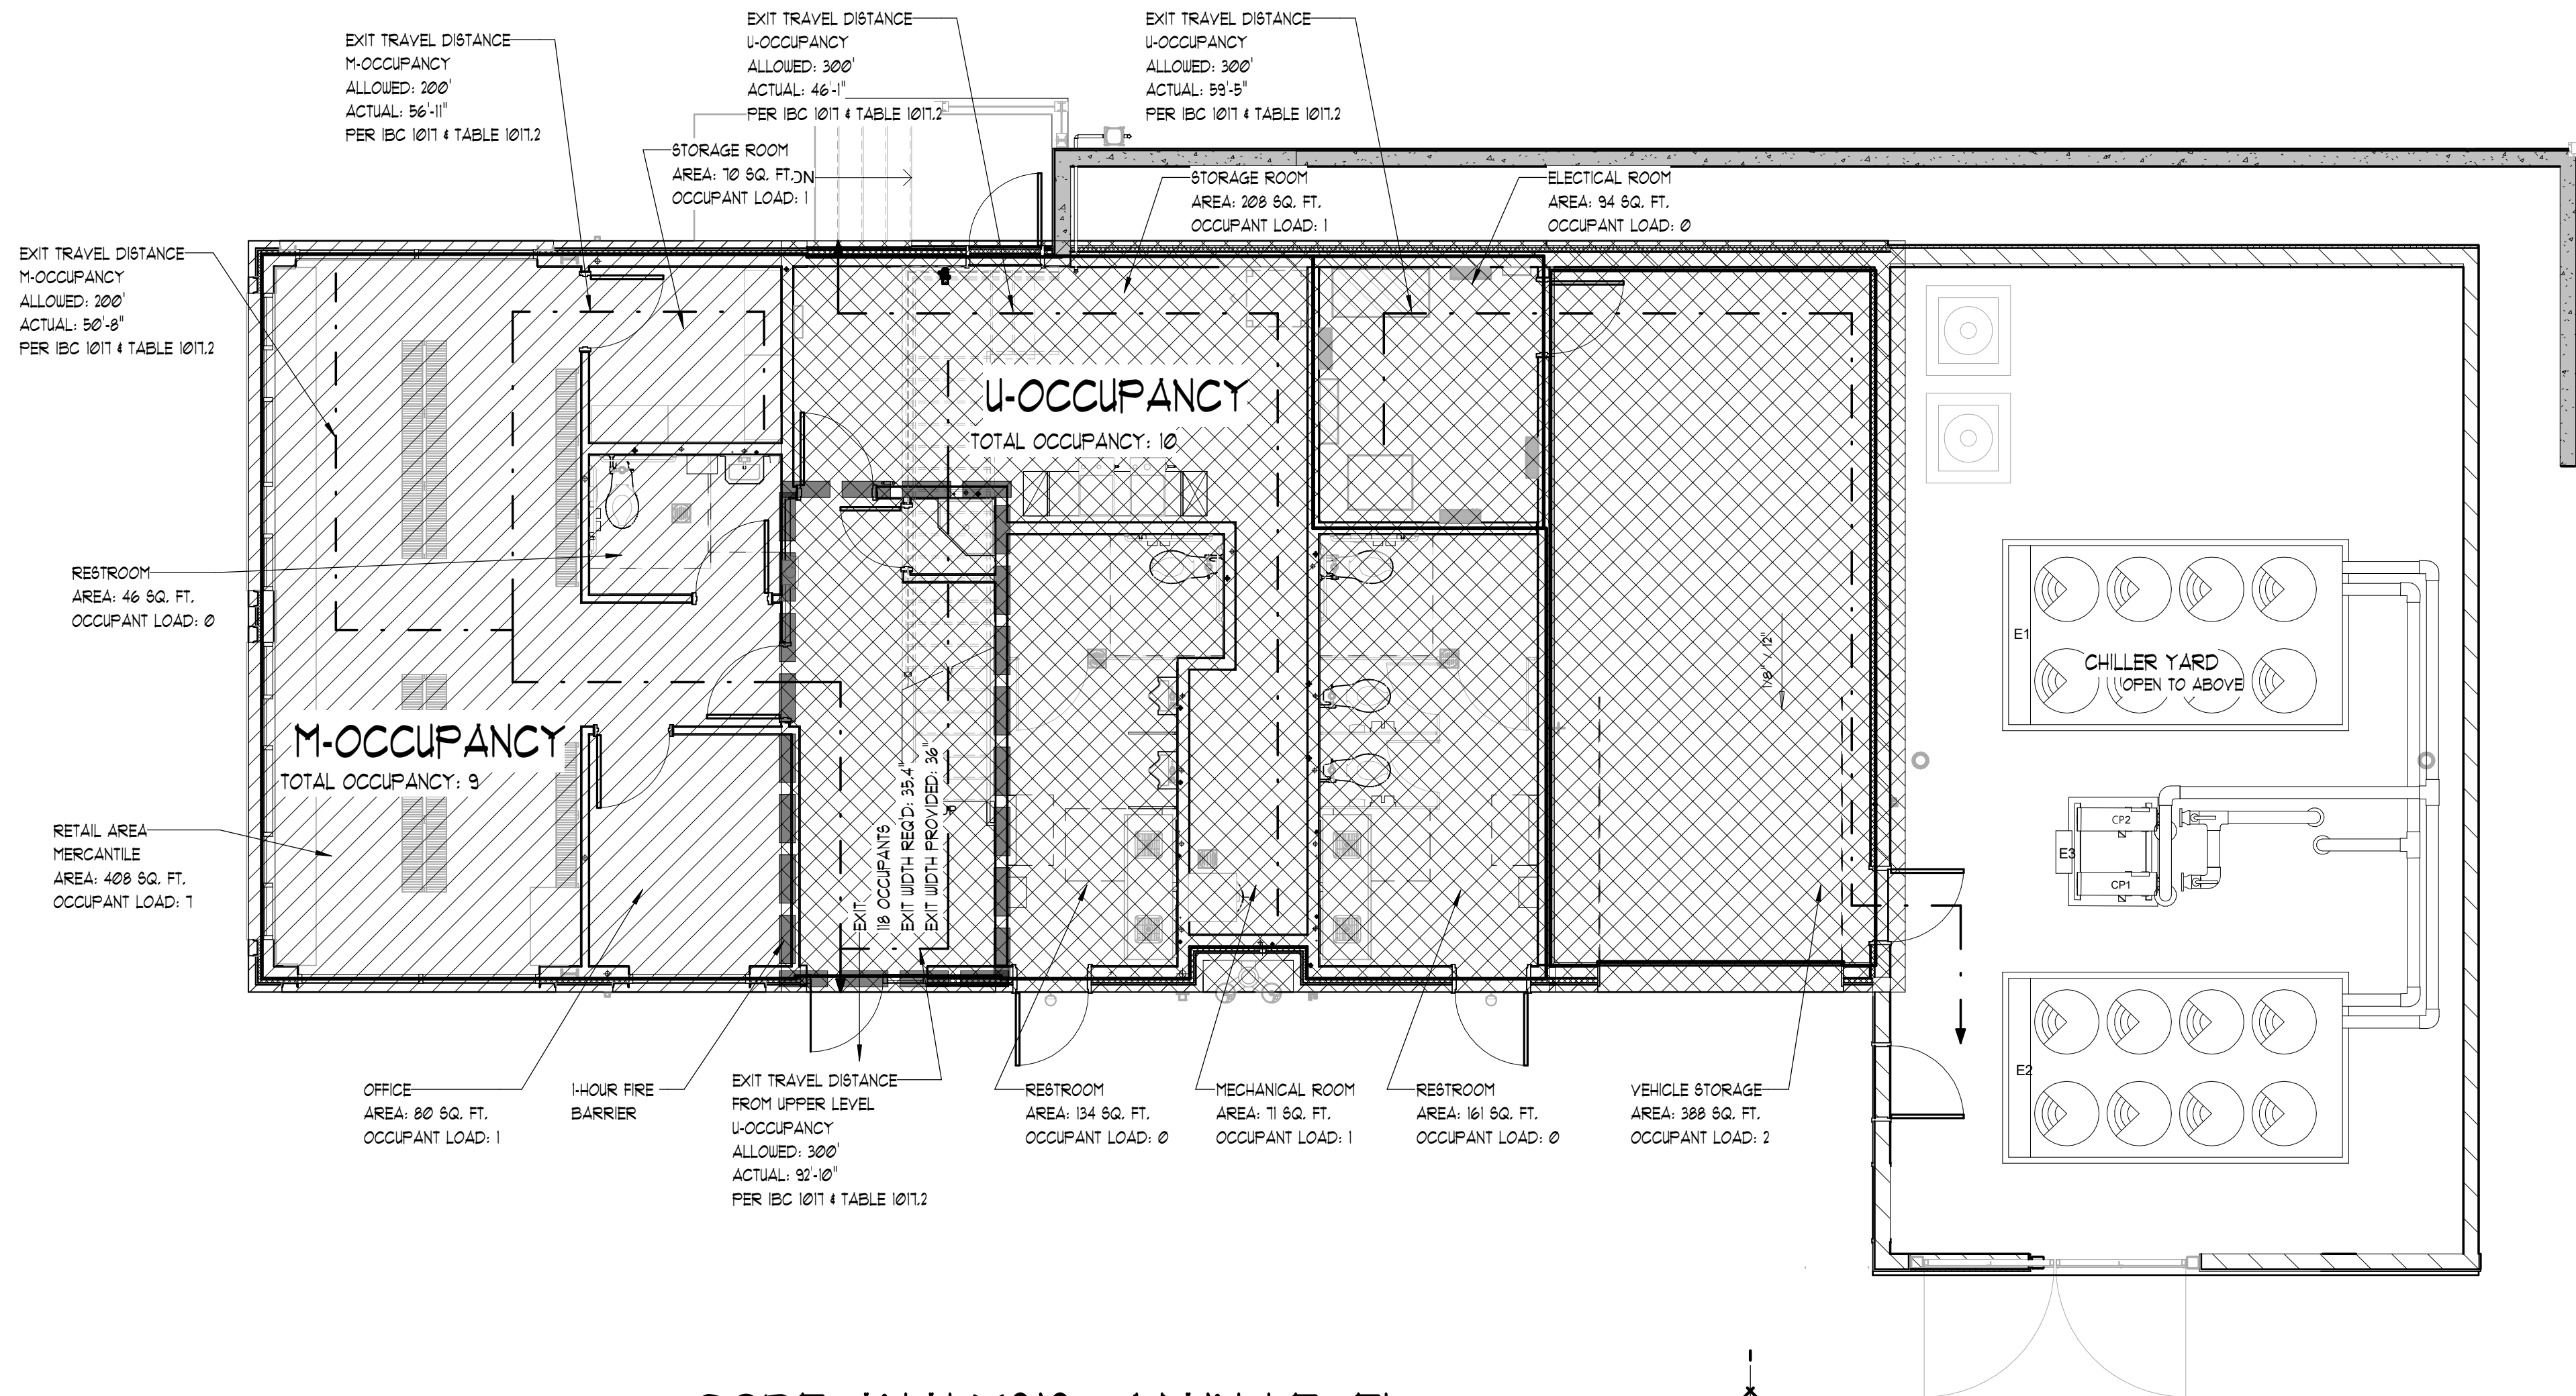 EXIT TRAVEL DISTANCE
M-OCCUPANCY
ALLOWED: 200'
ACTUAL: 56'-11"
PER IBC 1017 & TABLE 1017.2
EXIT TRAVEL DISTANCE
U-OCCUPANCY
ALLOWED: 300'
ACTUAL: 46'-1"
PER IBC 1017 & TABLE 1017.2
EXIT TRAVEL DISTANCE
U-OCCUPANCY
ALLOWED: 300'
ACTUAL: 59'-5"
PER IBC 1017 & TABLE 1017.2
STORAGE ROOM
AREA: 70 SQ. FT.
OCCUPANT LOAD: 1
STORAGE ROOM
AREA: 208 SQ. FT.
OCCUPANT LOAD: 1
ELECTICAL ROOM
AREA: 94 SQ. FT.
OCCUPANT LOAD: 0
EXIT TRAVEL DISTANCE
M-OCCUPANCY
ALLOWED: 200'
ACTUAL: 50'-8"
PER IBC 1017 & TABLE 1017.2
U-OCCUPANCY
TOTAL OCCUPANCY: 10
RESTROOM
AREA: 46 SQ. FT.
OCCUPANT LOAD: 0
M-OCCUPANCY
TOTAL OCCUPANCY: 9
RETAIL AREA
MERCANTILE
AREA: 408 SQ. FT.
OCCUPANT LOAD: 7
EXIT
118 OCCUPANTS
EXIT WIDTH REQ'D: 35.4"
EXIT WIDTH PROVIDED: 36"
1/8" / 12"
E1
CHILLER YARD
OPEN TO ABOVE
CP2
E3
CP1
E2
OFFICE
AREA: 80 SQ. FT.
OCCUPANT LOAD: 1
1-HOUR FIRE
BARRIER
EXIT TRAVEL DISTANCE
FROM UPPER LEVEL
U-OCCUPANCY
ALLOWED: 300'
ACTUAL: 92'-10"
PER IBC 1017 & TABLE 1017.2
RESTROOM
AREA: 134 SQ. FT.
OCCUPANT LOAD: 0
MECHANICAL ROOM
AREA: 71 SQ. FT.
OCCUPANT LOAD: 1
RESTROOM
AREA: 161 SQ. FT.
OCCUPANT LOAD: 0
VEHICLE STORAGE
AREA: 388 SQ. FT.
OCCUPANT LOAD: 2